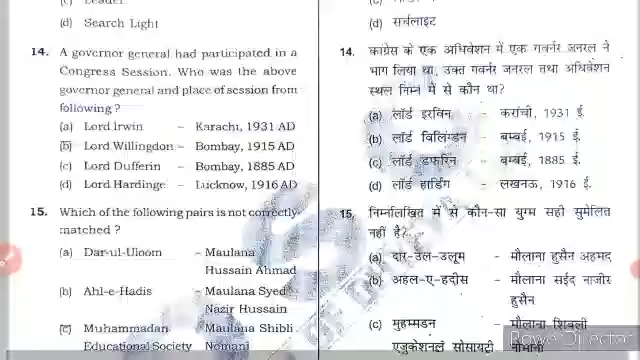 (c) Leader
(d) Search Light
14. A governor general had participated in a
Congress Session. Who was the above
governor general and place of session from
following ?
(a) Lord Irwin – Karachi, 1931 AD
(b) Lord Willingdon – Bombay, 1915 AD
(c) Lord Dufferin – Bombay, 1885 AD
(d) Lord Hardinge – Lucknow, 1916 AD
15. Which of the following pairs is not correctly
matched ?
(a) Dar-ul-Uloom – Maulana
Hussain Ahmad
(b) Ahl-e-Hadis – Maulana Syed
Nazir Hussain
(c) Muhammadan – Maulana Shibli
Educational Society Nomani
(d) सर्चलाइट
14. कांग्रेस के एक अधिवेशन में एक गवर्नर जनरल ने
भाग लिया था, उक्त गवर्नर जनरल तथा अधिवेशन
स्थल निम्न में से कौन था?
(a) लॉर्ड इरविन - करांची, 1931 ई.
(b) लॉर्ड विलिंग्डन - बम्बई, 1915 ई.
(c) लॉर्ड डफरिन - बम्बई, 1885 ई.
(d) लॉर्ड हार्डिंग - लखनऊ, 1916 ई.
15. निम्नलिखित में से कौन-सा युग्म सही सुमेलित
नहीं है?
(a) दार-उल-उलूम - मौलाना हुसैन अहमद
(b) अहल-ए-हदीस - मौलाना सईद नाजीर
हुसैन
(c) मुहम्मडन - मौलाना शिबली
एजुकेशनल सोसायटी नोमानी